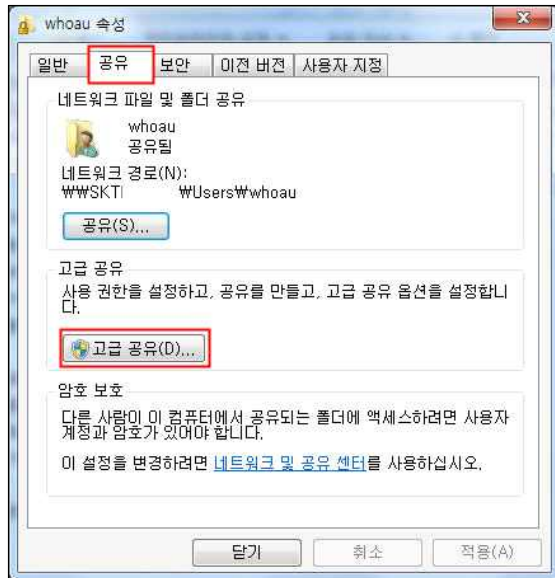 whoau 속성
일반 공유 보안 이전 버전 사용자 지정
네트워크 파일 및 폴더 공유
whoau
공유됨
네트워크 경로(N):
₩₩SKT ₩Users₩whoau
공유(S)...
고급 공유
사용 권한을 설정하고, 공유를 만들고, 고급 공유 옵션을 설정합니
다.
고급 공유(D)...
암호 보호
다른 사람이 이 컴퓨터에서 공유되는 폴더에 액세스하려면 사용자
계정과 암호가 있어야 합니다.
이 설정을 변경하려면 네트워크 및 공유 센터를 사용하십시오.
닫기 취소 적용(A)